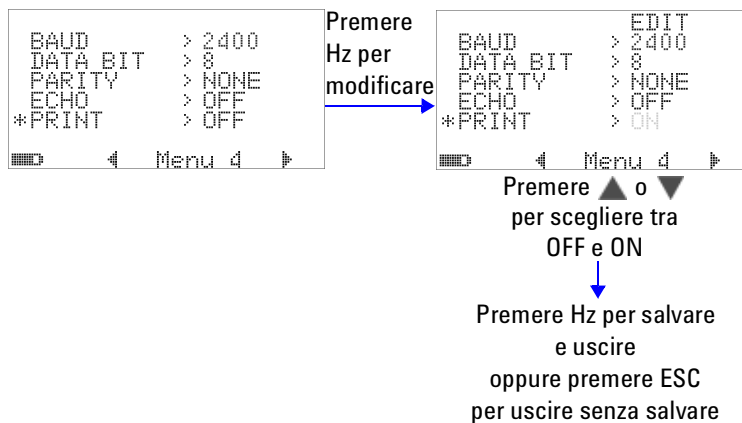 BAUD > 2400
DATA BIT > 8
PARITY > NONE
ECHO > OFF
*PRINT > OFF
Menu 4
Premere
Hz per
modificare
EDIT
BAUD > 2400
DATA BIT > 8
PARITY > NONE
ECHO > OFF
*PRINT > ON
Menu 4
Premere ▲ o ▼
per scegliere tra
OFF e ON
Premere Hz per salvare
e uscire
oppure premere ESC
per uscire senza salvare